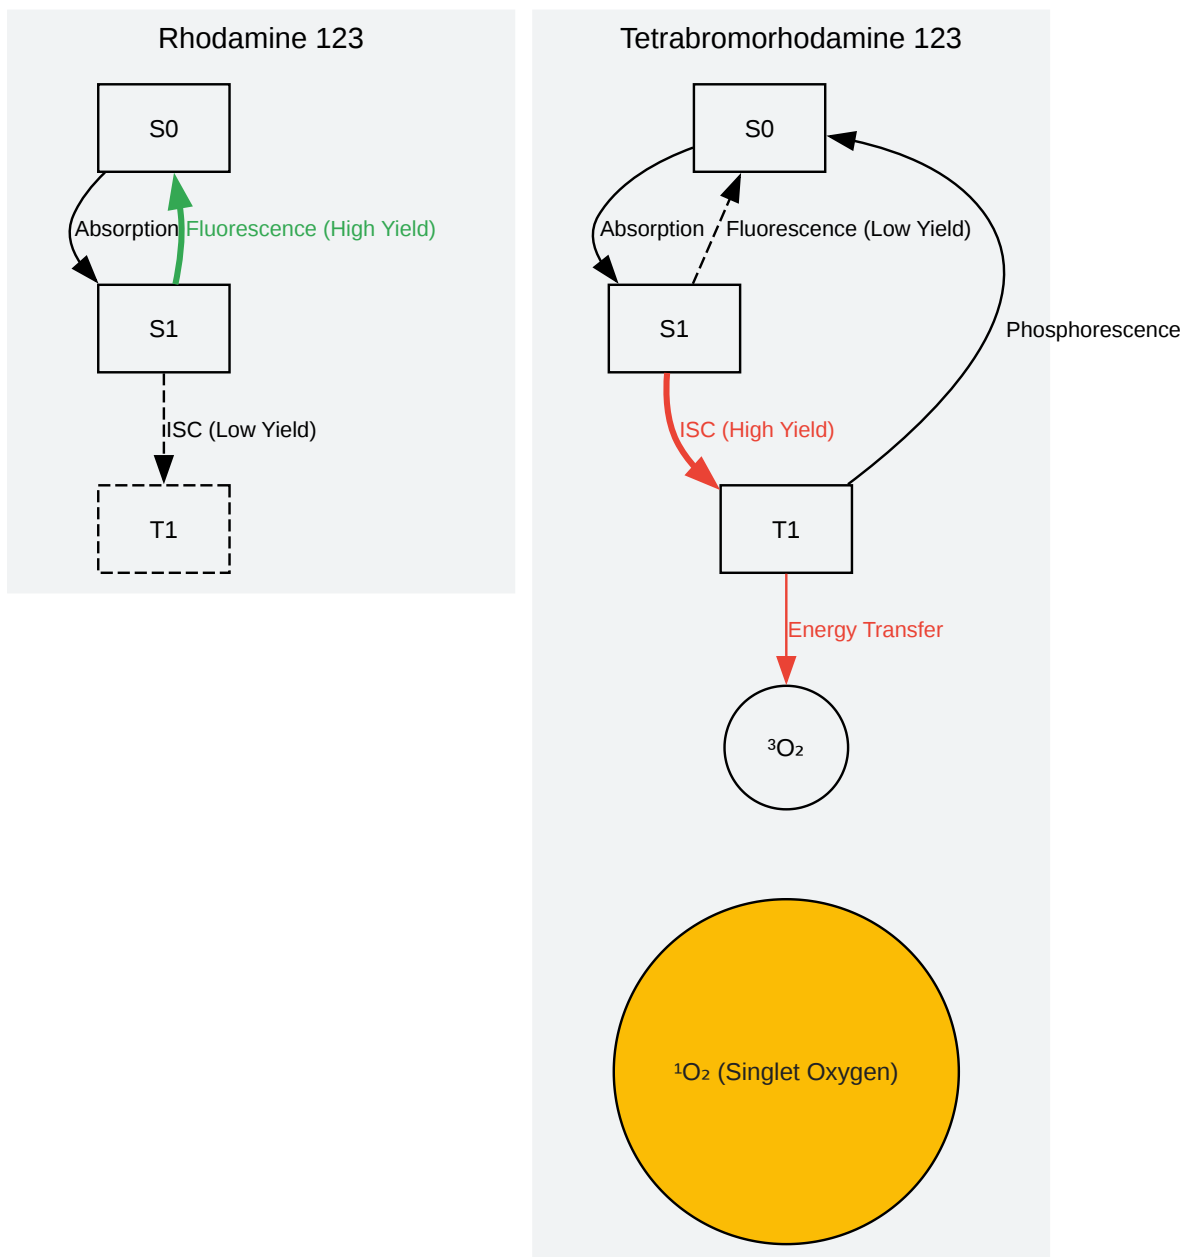 Rhodamine 123
S0
Absorption
Fluorescence (High Yield)
S1
ISC (Low Yield)
T1
Tetrabromorhodamine 123
S0
Absorption
Fluorescence (Low Yield)
S1
Phosphorescence
ISC (High Yield)
T1
Energy Transfer
³O₂
¹O₂ (Singlet Oxygen)